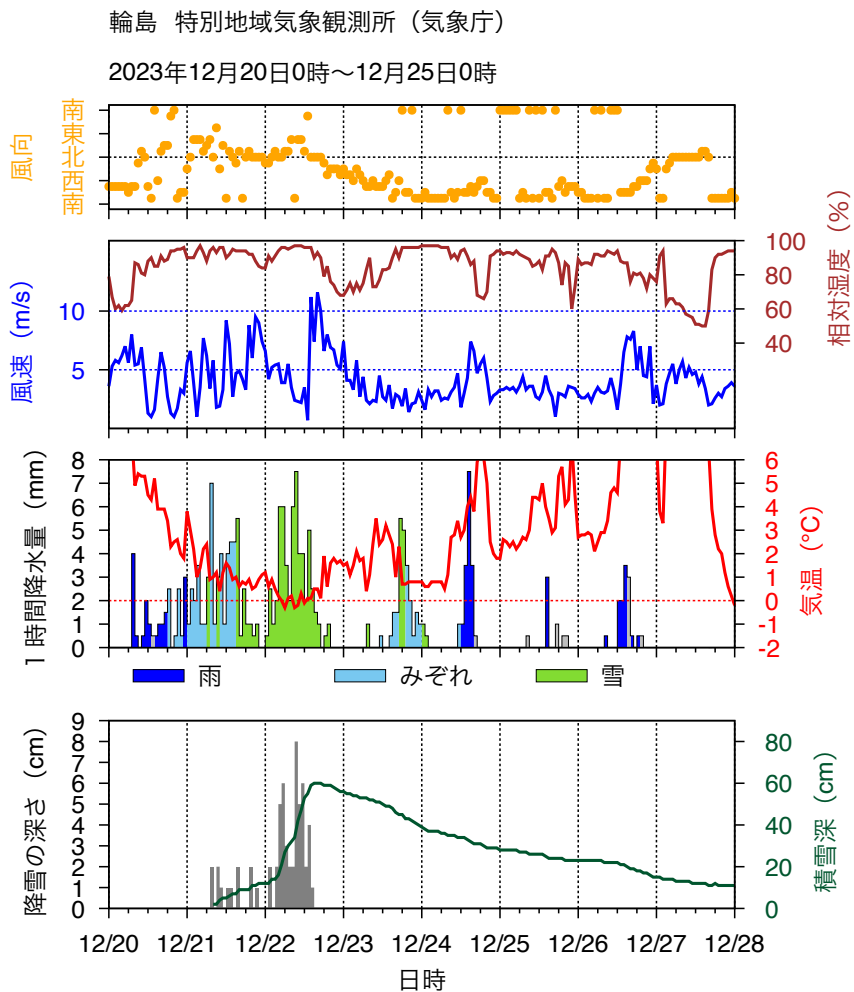 輪島 特別地域気象観測所（気象庁）
2023年12月20日0時～12月25日0時
風向
南
東
北
西
南
風速（m/s）
10
5
100
80
60
40
相対湿度（%）
1時間降水量（mm）
8
7
6
5
4
3
2
1
0
6
5
4
3
2
1
0
-1
-2
気温（°C）
雨 みぞれ 雪
降雪の深さ（cm）
9
8
7
6
5
4
3
2
1
0
80
60
40
20
0
積雪深（cm）
12/20 12/21 12/22 12/23 12/24 12/25 12/26 12/27 12/28
日時